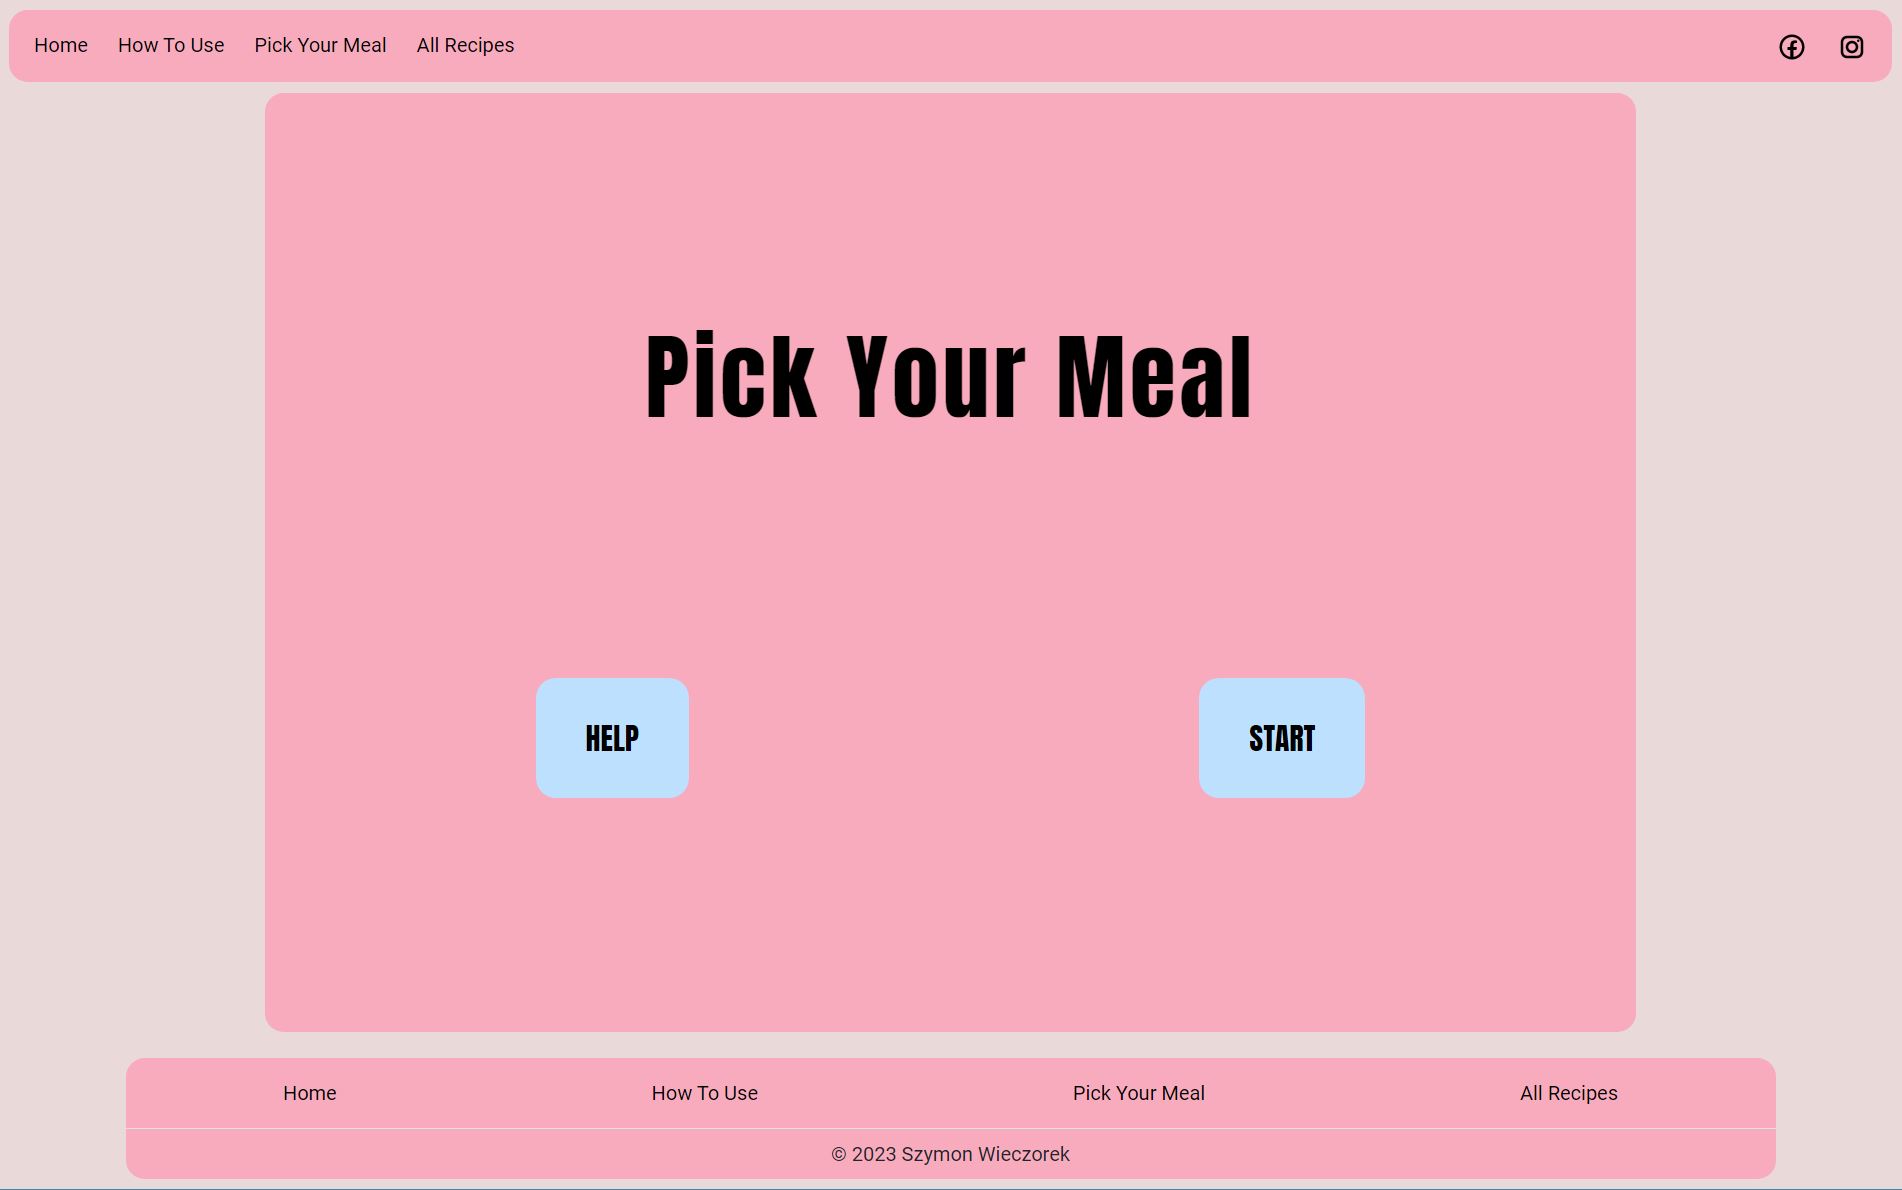 Home How To Use Pick Your Meal All Recipes
Pick Your Meal
HELP START
Home How To Use Pick Your Meal All Recipes
© 2023 Szymon Wieczorek